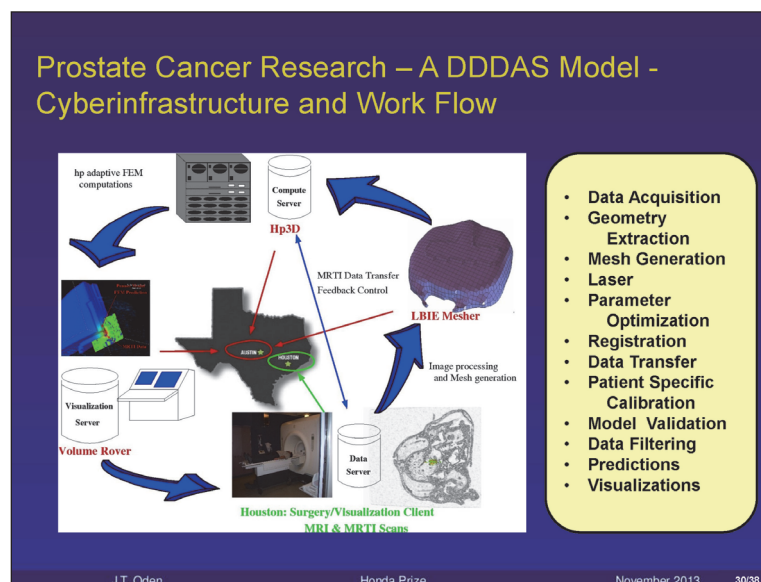 Prostate Cancer Research – A DDDAS Model -
Cyberinfrastructure and Work Flow
hp adaptive FEM
computations
Compute
Server
Hp3D
MRTI Data Transfer
Feedback Control
LBIE Mesher
AUSTIN
HOUSTON
Image processing
and Mesh generation
Visualization
Server
Volume Rover
Data
Server
Houston: Surgery/Visualization Client
MRI & MRTI Scans
• Data Acquisition
• Geometry
Extraction
• Mesh Generation
• Laser
• Parameter
Optimization
• Registration
• Data Transfer
• Patient Specific
Calibration
• Model Validation
• Data Filtering
• Predictions
• Visualizations
J.T. Oden
Honda Prize
November 2013
30/38